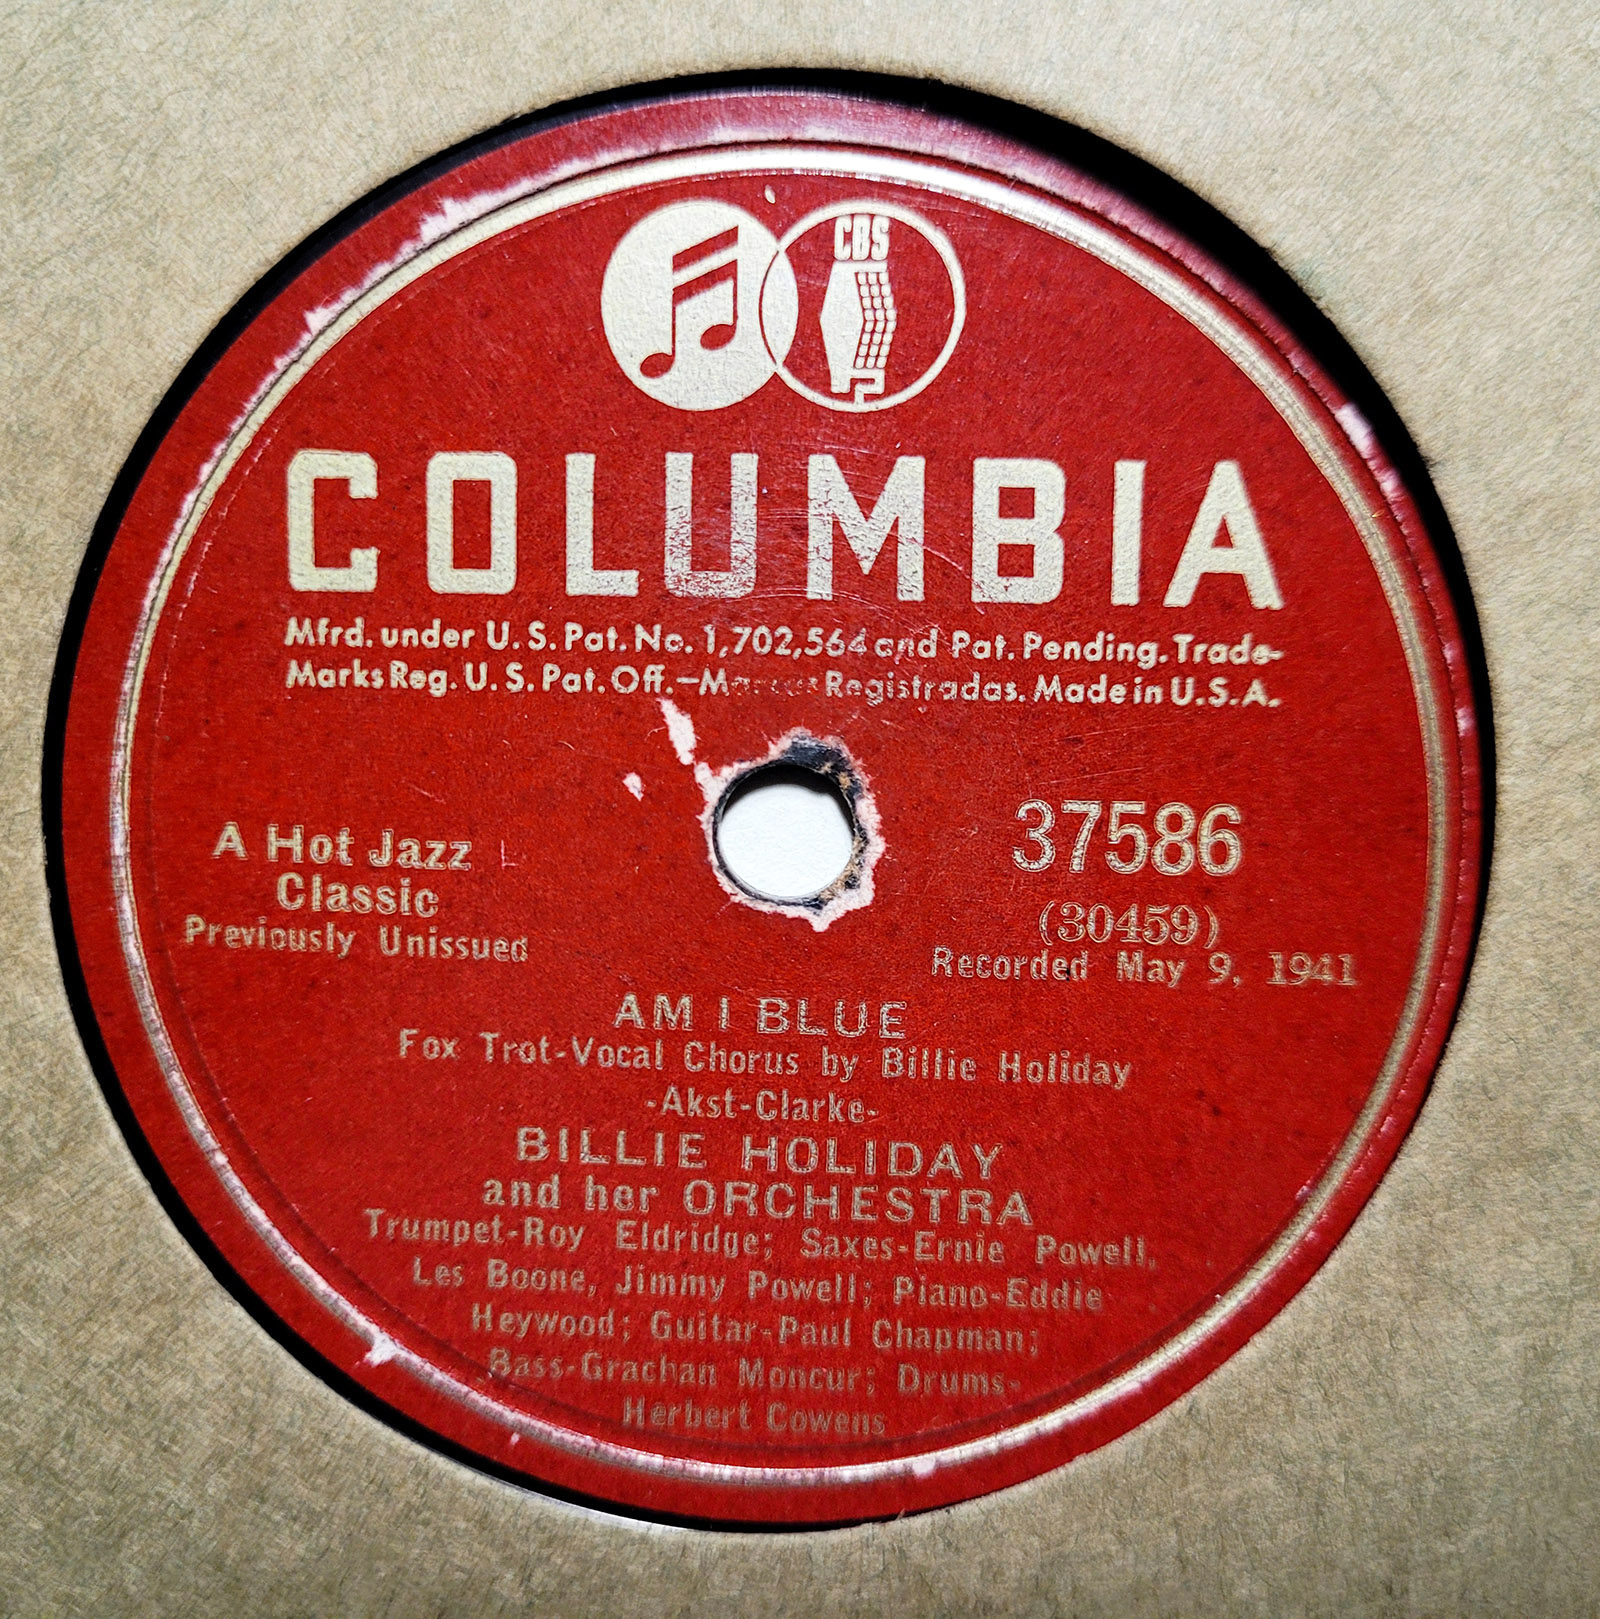 CBS
COLUMBIA
Mfrd. under U. S. Pat. No. 1,702,564 and Pat. Pending. Trade-
Marks Reg. U. S. Pat. Off.—Marcas Registradas. Made in U.S.A.
A Hot Jazz
Classic
Previously Unissued
37586
(30459)
Recorded May 9, 1941
AM I BLUE
Fox Trot-Vocal Chorus by Billie Holiday
-Akst-Clarke-
BILLIE HOLIDAY
and her ORCHESTRA
Trumpet-Roy Eldridge; Saxes-Ernie Powell,
Les Boone, Jimmy Powell; Piano-Eddie
Heywood; Guitar-Paul Chapman;
Bass-Grachan Moncur; Drums-
Herbert Cowens